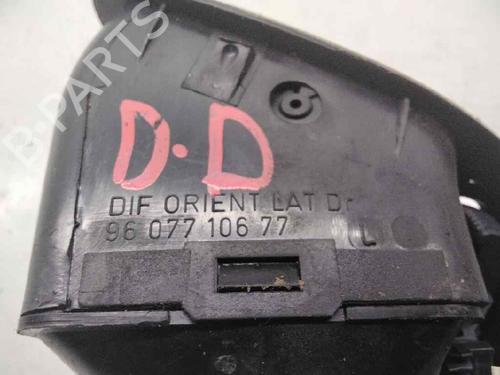 B-PARTS
D.D
DIF ORIENT LAT Dr
96 077 106 77
L